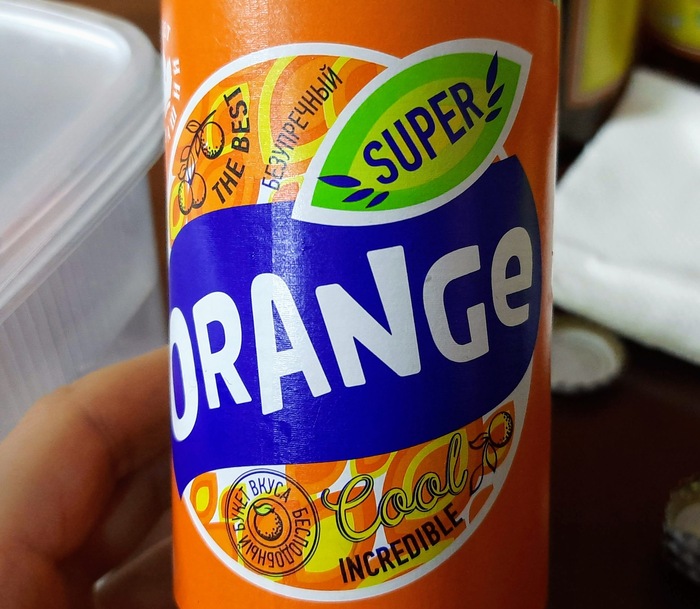 THE BEST
БЕЗУПРЕЧНЫЙ
SUPER
ORANGe
БЕСПОДОБНЫЙ БУКЕТ ВКУСА
Cool
INCREDIBLE